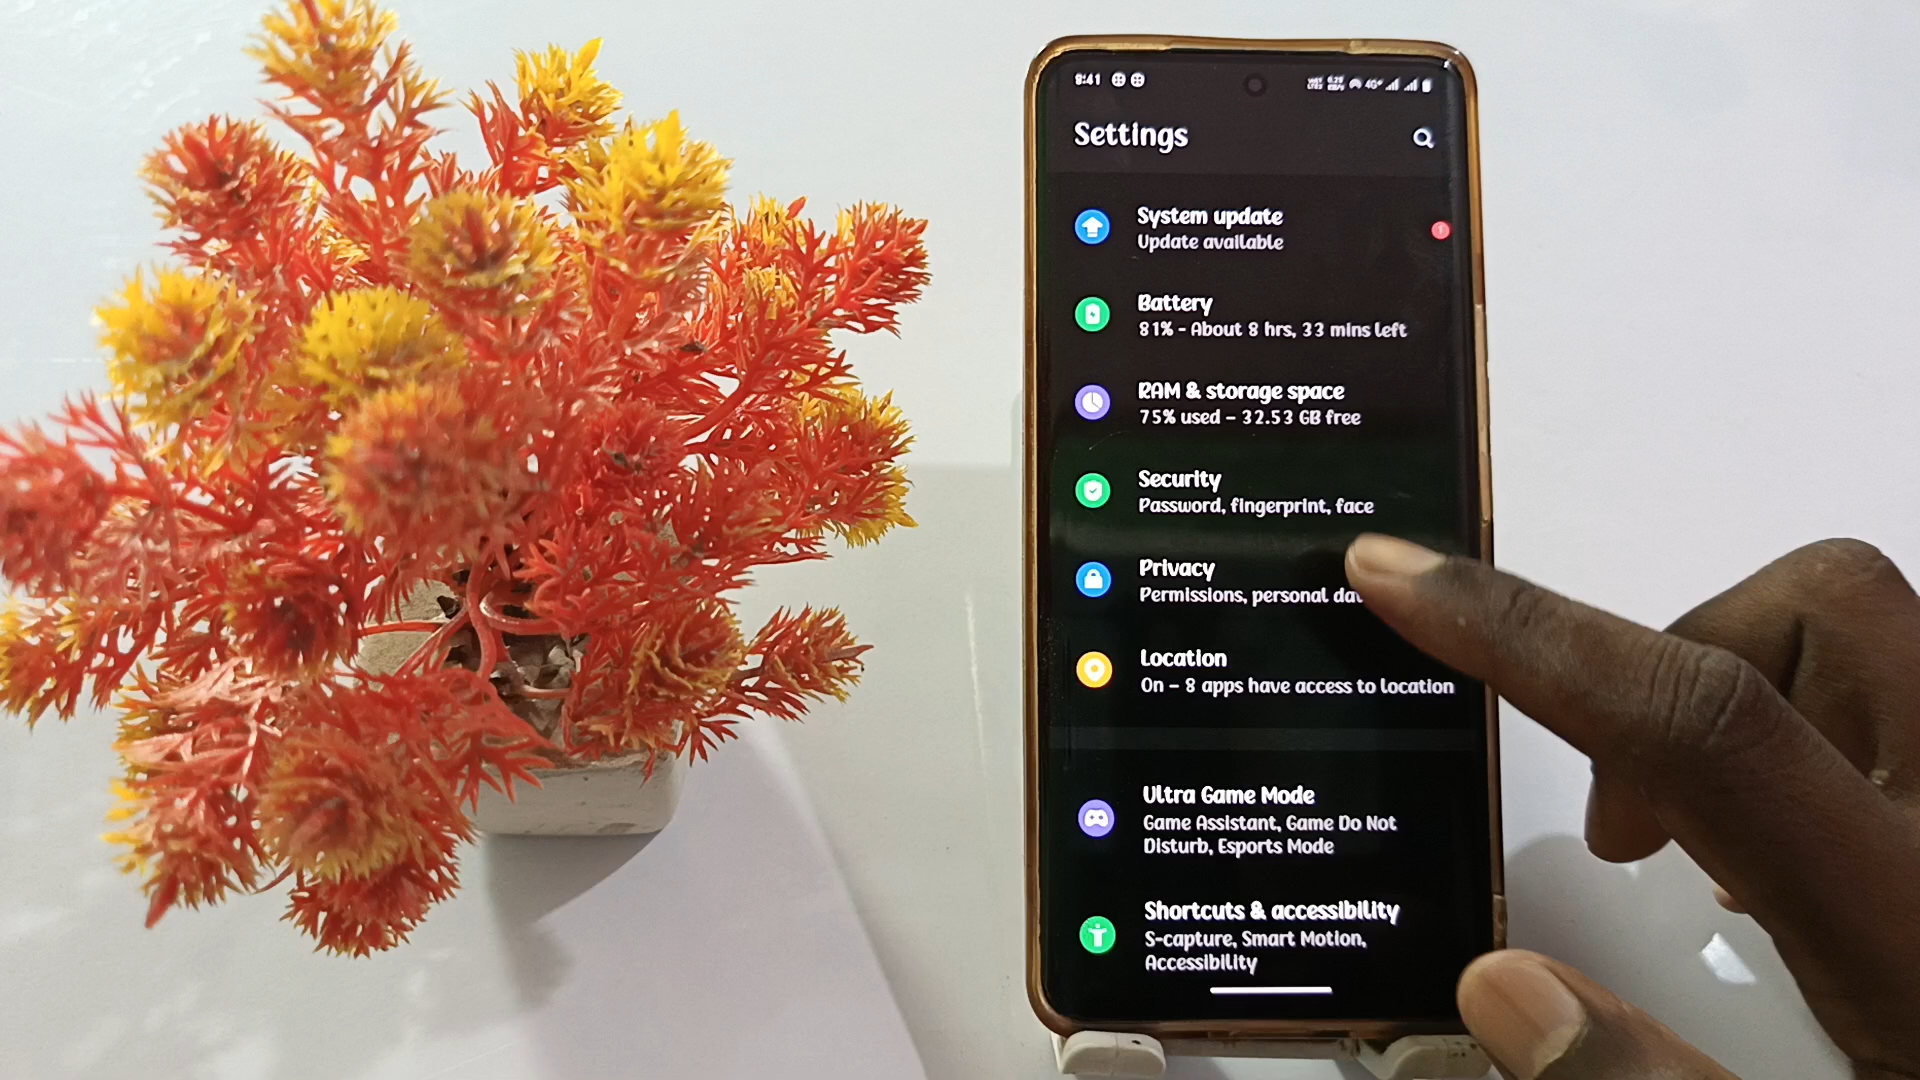 9:41
4G+
Settings
System update
Update available
Battery
81% - About 8 hrs, 33 mins left
RAM & storage space
75% used – 32.53 GB free
Security
Password, fingerprint, face
Privacy
Permissions, personal
Location
On – 8 apps have access to location
Ultra Game Mode
Game Assistant, Game Do Not
Disturb, Esports Mode
Shortcuts & accessibility
S-capture, Smart Motion,
Accessibility